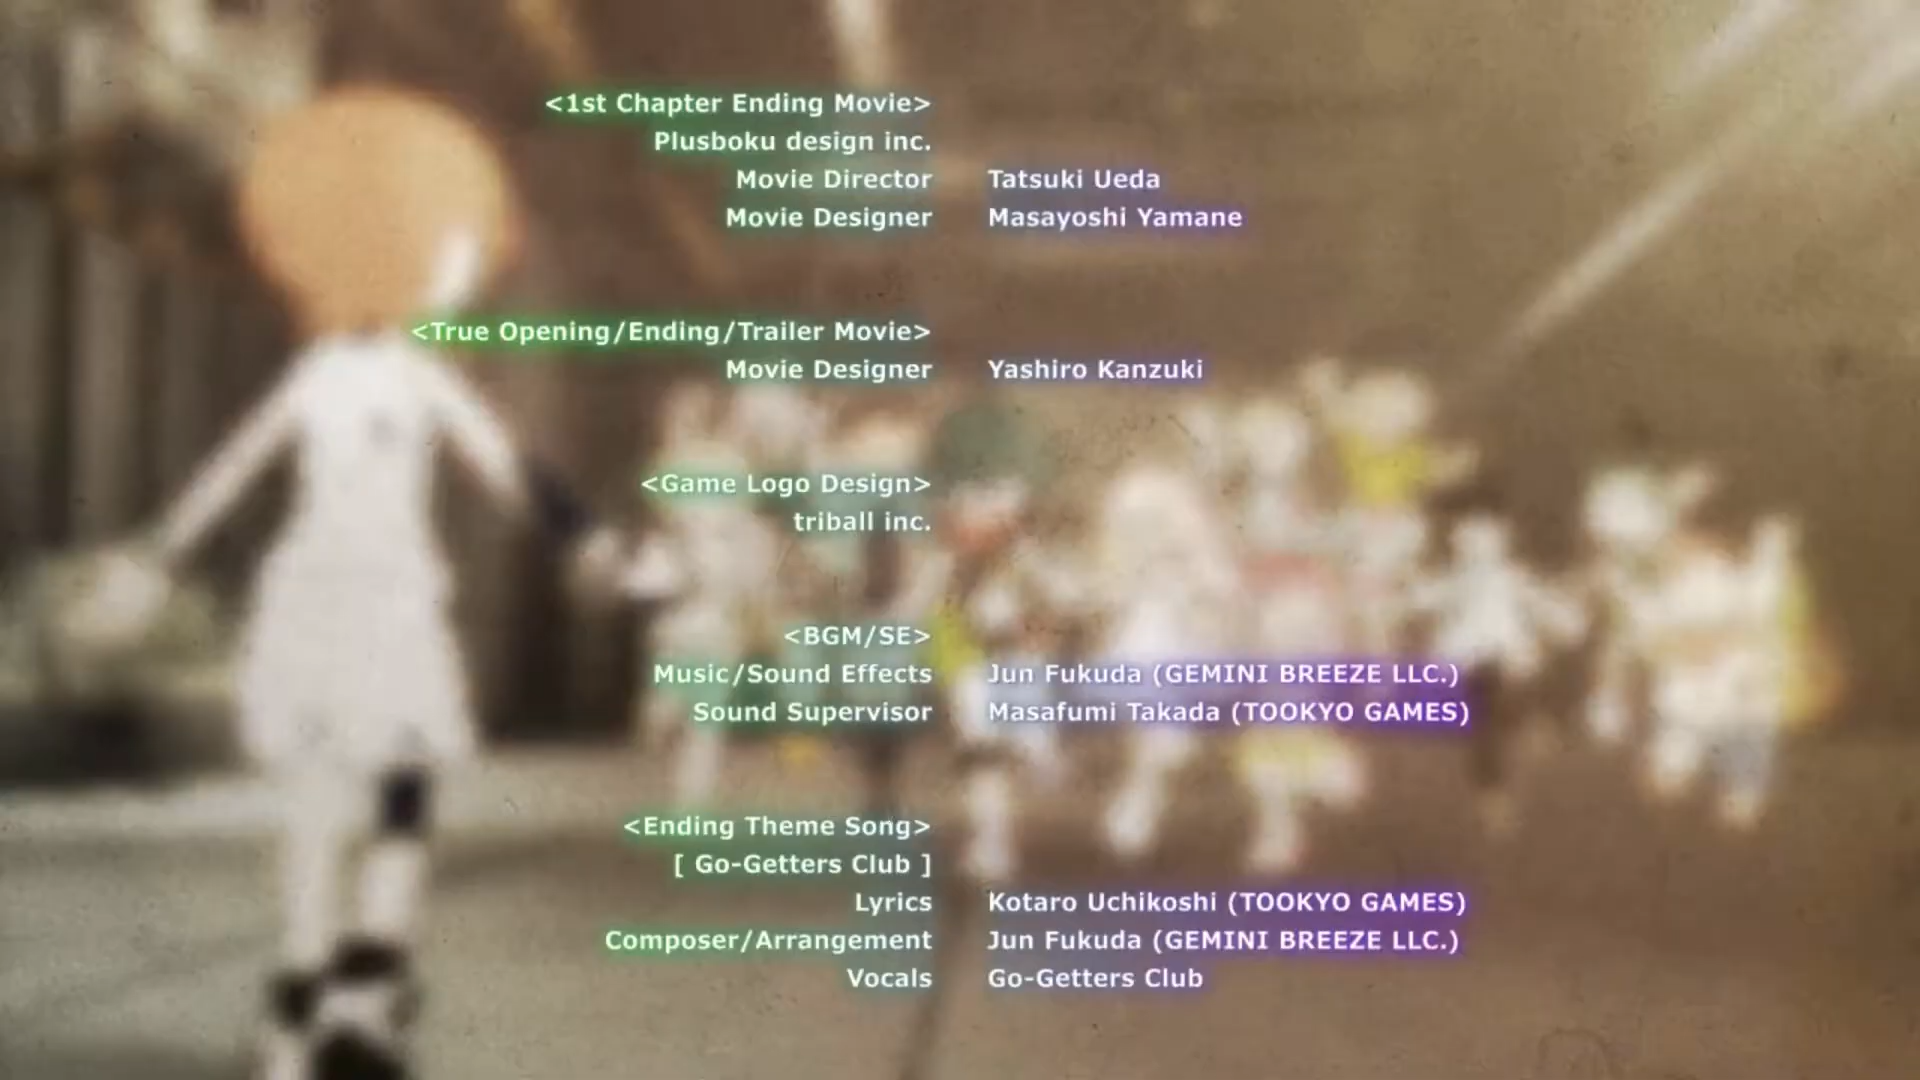 <1st Chapter Ending Movie>
Plusboku design inc.
Movie Director Tatsuki Ueda
Movie Designer Masayoshi Yamane
<True Opening/Ending/Trailer Movie>
Movie Designer Yashiro Kanzuki
<Game Logo Design>
triball inc.
<BGM/SE>
Music/Sound Effects Jun Fukuda (GEMINI BREEZE LLC.)
Sound Supervisor Masafumi Takada (TOOKYO GAMES)
<Ending Theme Song>
[ Go-Getters Club ]
Lyrics Kotaro Uchikoshi (TOOKYO GAMES)
Composer/Arrangement Jun Fukuda (GEMINI BREEZE LLC.)
Vocals Go-Getters Club